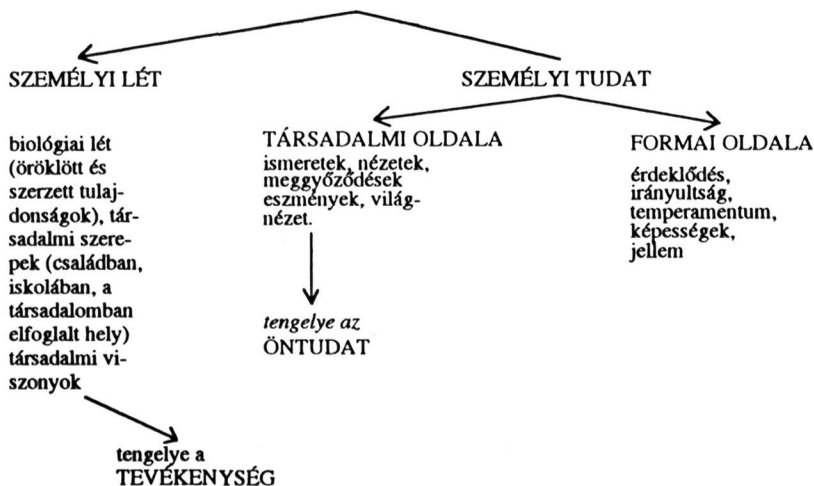 SZEMÉLYI LÉT
SZEMÉLYI TUDAT
biológiai lét
(öröklött és
szerzett tulaj-
donságok), tár-
sadalmi szere-
pek (családban,
iskolában, a
társadalomban
elfoglalt hely)
társadalmi vi-
szonyok
tengelye a
TEVÉKENYSÉG
TÁRSADALMI OLDALA
ismeretek, nézetek,
meggyőződések
eszmények, világ-
nézet.
tengelye az
ÖNTUDAT
FORMAI OLDALA
érdeklődés,
irányultság,
temperamentum,
képességek,
jellem